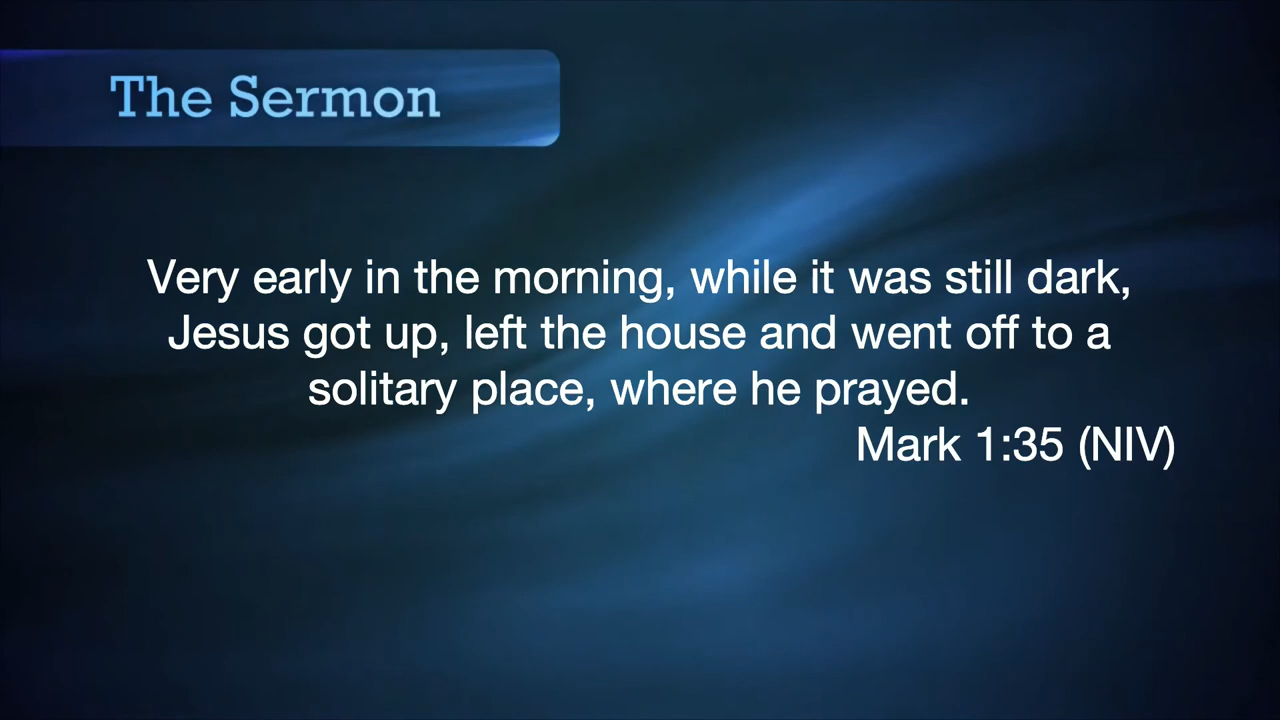 The Sermon
Very early in the morning, while it was still dark,
Jesus got up, left the house and went off to a
solitary place, where he prayed.
Mark 1:35 (NIV)